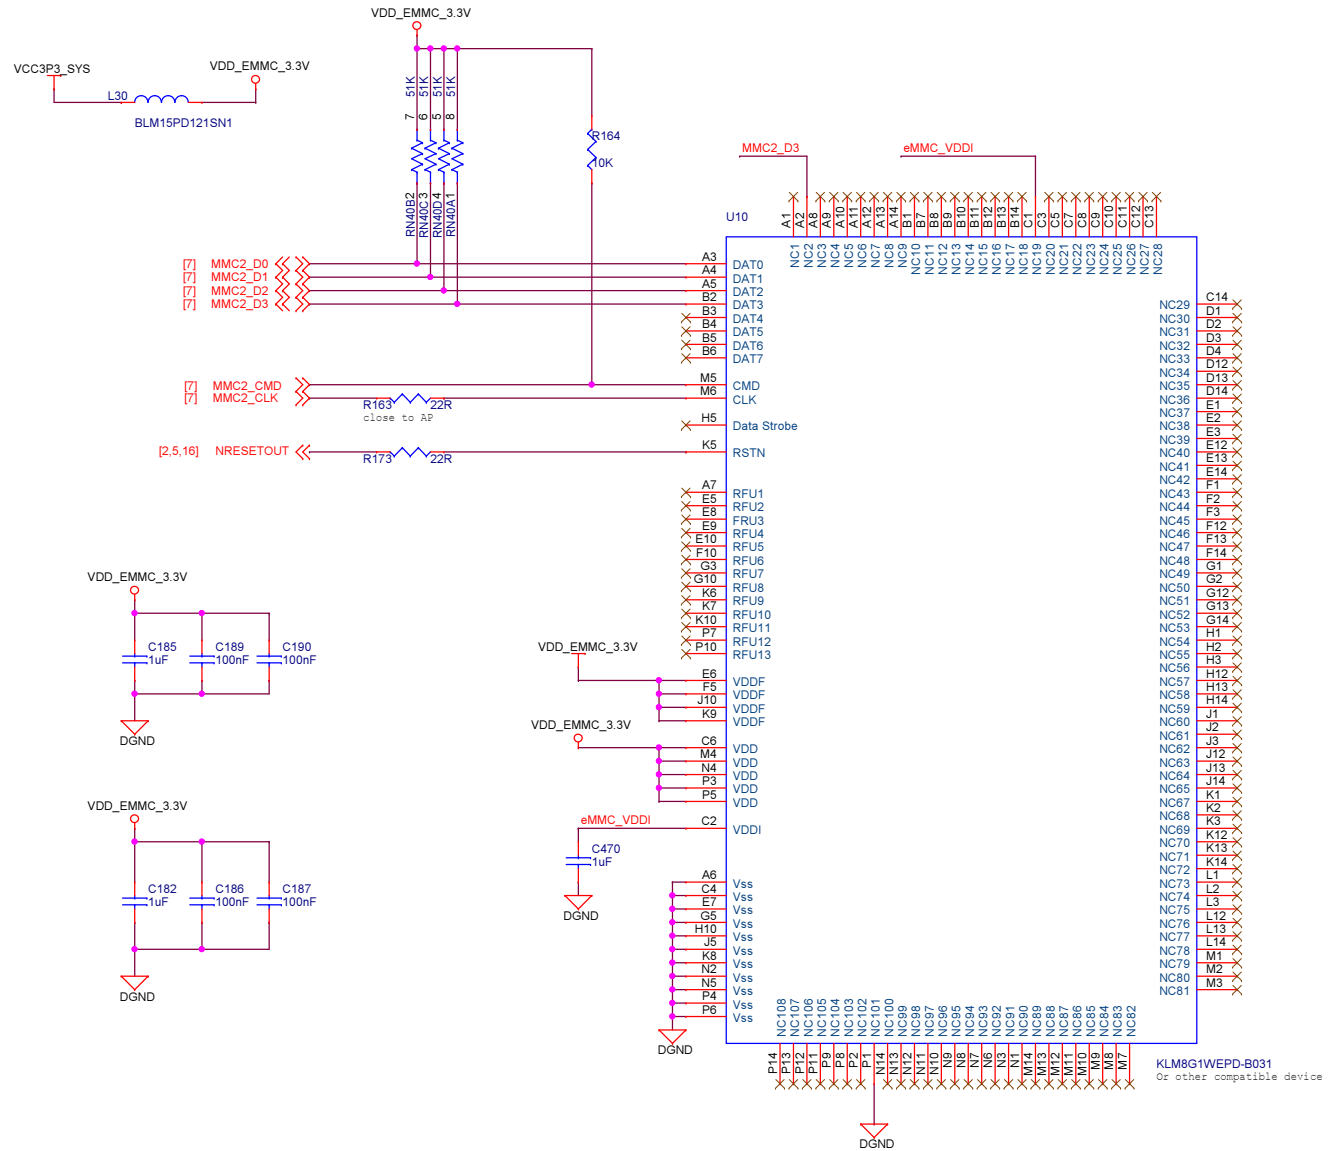 VDD_EMMC_3.3V
VCC3P3_SYS
VDD_EMMC_3.3V
L30
BLM15PD121SN1
51K
51K
51K
51K
7
6
5
8
R164
10K
RN40B 2
RN40C 3
RN40D 4
RN40A 1
MMC2_D3
eMMC_VDDI
U10
A1
A2
A8
A9
A10
A11
A12
A13
A14
B1
B7
B8
B9
B10
B11
B12
B13
B14
C1
C3
C5
C7
C8
C9
C10
C11
C12
C13
NC1
NC2
NC3
NC4
NC5
NC6
NC7
NC8
NC9
NC10
NC11
NC12
NC13
NC14
NC15
NC16
NC17
NC18
NC19
NC20
NC21
NC22
NC23
NC24
NC25
NC26
NC27
NC28
[7] MMC2_D0
[7] MMC2_D1
[7] MMC2_D2
[7] MMC2_D3
A3 DAT0
A4 DAT1
A5 DAT2
B2 DAT3
B3 DAT4
B4 DAT5
B5 DAT6
B6 DAT7
[7] MMC2_CMD
[7] MMC2_CLK
M5 CMD
M6 CLK
R163 22R
close to AP
H5 Data Strobe
[2,5,16] NRESETOUT
R173 22R
K5 RSTN
A7 RFU1
E5 RFU2
E8 FRU3
E9 RFU4
E10 RFU5
F10 RFU6
G3 RFU7
G10 RFU8
K6 RFU9
K7 RFU10
K10 RFU11
P7 RFU12
P10 RFU13
VDD_EMMC_3.3V
E6 VDDF
F5 VDDF
J10 VDDF
K9 VDDF
VDD_EMMC_3.3V
C6 VDD
M4 VDD
N4 VDD
P3 VDD
P5 VDD
eMMC_VDDI
C2 VDDI
C470
1uF
DGND
A6 Vss
C4 Vss
E7 Vss
G5 Vss
H10 Vss
J5 Vss
K8 Vss
N2 Vss
N5 Vss
P4 Vss
P6 Vss
DGND
NC29 C14
NC30 D1
NC31 D2
NC32 D3
NC33 D4
NC34 D12
NC35 D13
NC36 D14
NC37 E1
NC38 E2
NC39 E3
NC40 E12
NC41 E13
NC42 E14
NC43 F1
NC44 F2
NC45 F3
NC46 F12
NC47 F13
NC48 F14
NC49 G1
NC50 G2
NC51 G12
NC52 G13
NC53 G14
NC54 H1
NC55 H2
NC56 H3
NC57 H12
NC58 H13
NC59 H14
NC60 J1
NC61 J2
NC62 J3
NC63 J12
NC64 J13
NC65 J14
NC67 K1
NC68 K2
NC69 K3
NC70 K12
NC71 K13
NC72 K14
NC73 L1
NC74 L2
NC75 L3
NC76 L12
NC77 L13
NC78 L14
NC79 M1
NC80 M2
NC81 M3
VDD_EMMC_3.3V
C185
1uF
C189
100nF
C190
100nF
DGND
VDD_EMMC_3.3V
C182
1uF
C186
100nF
C187
100nF
DGND
NC108
NC107
NC106
NC105
NC104
NC103
NC102
NC101
NC100
NC99
NC98
NC97
NC96
NC95
NC94
NC93
NC92
NC91
NC90
NC89
NC88
NC87
NC86
NC85
NC84
NC83
NC82
P14
P13
P12
P11
P9
P8
P2
P1
N14
N13
N12
N11
N10
N9
N8
N7
N6
N3
N1
M14
M13
M12
M11
M10
M9
M8
M7
KLM8G1WEPD-B031
Or other compatible device
DGND